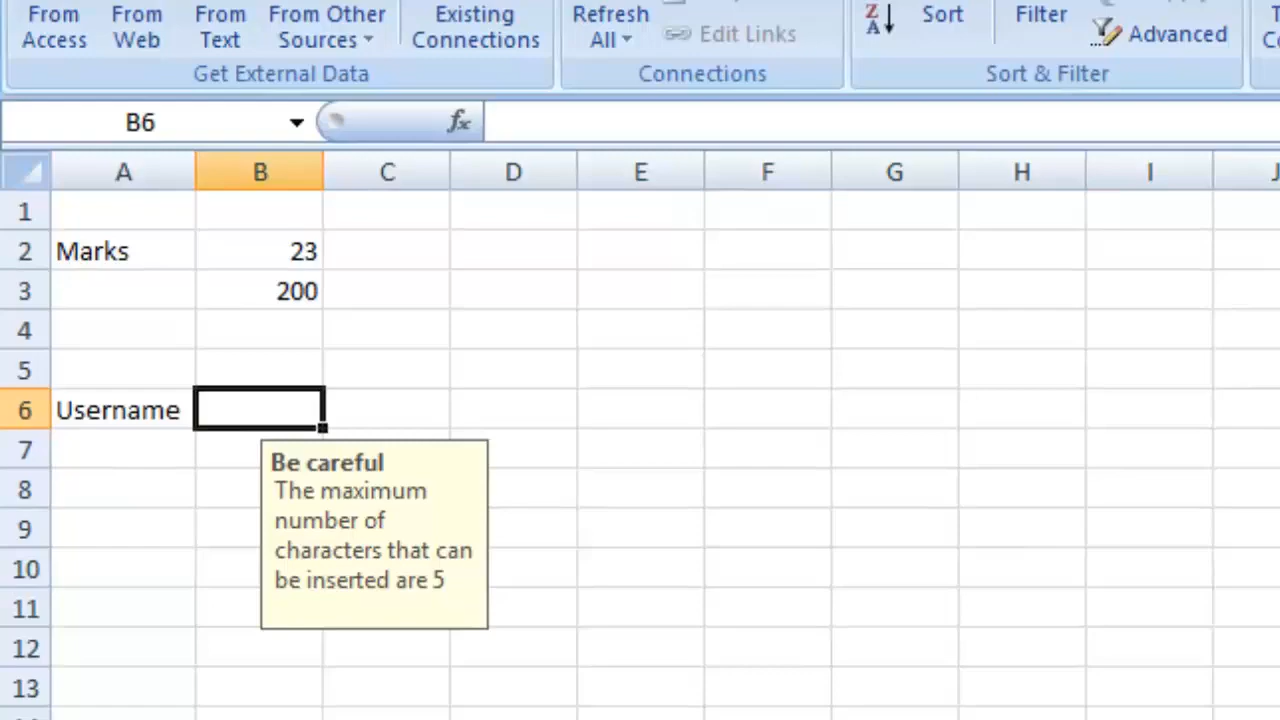 From Access
From Web
From Text
From Other Sources
Existing Connections
Refresh All
Edit Links
Sort
Filter
Advanced
Get External Data
Connections
Sort & Filter
B6
fx
A B C D E F G H I J
1
2 Marks 23
3 200
4
5
6 Username
7
Be careful
The maximum
number of
characters that can
be inserted are 5
8
9
10
11
12
13